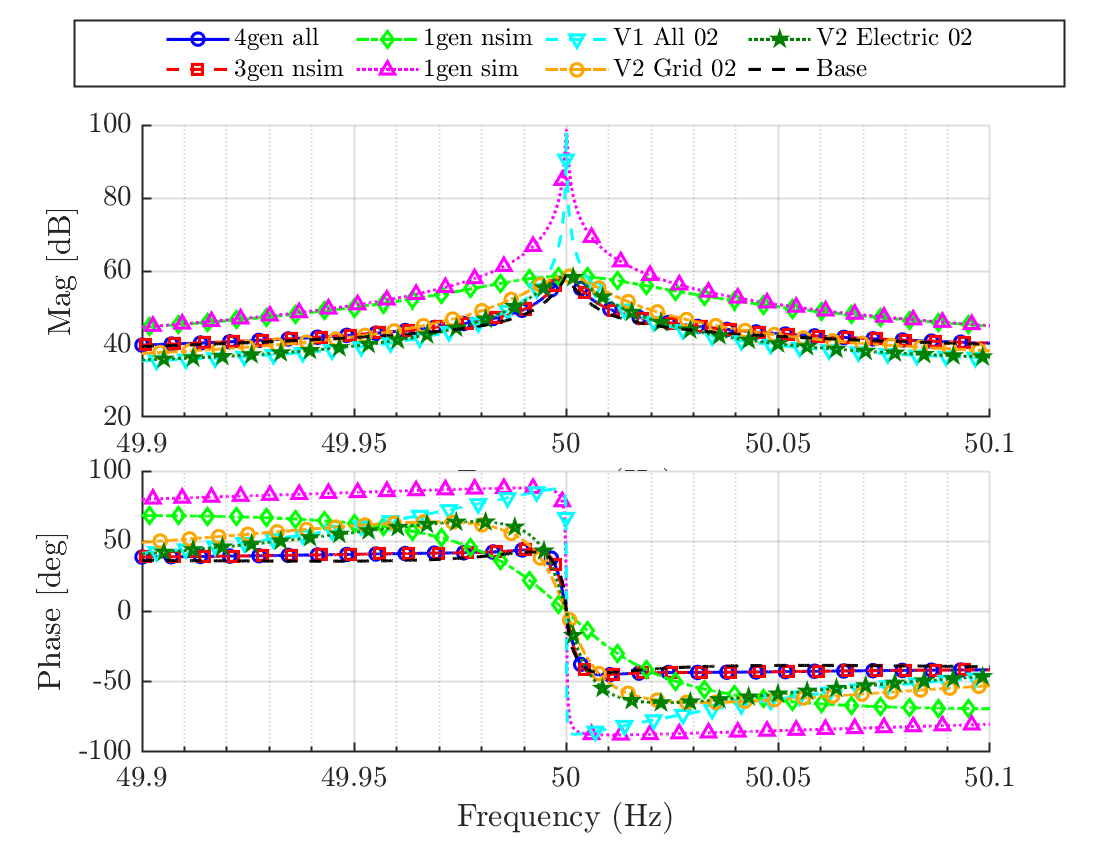 4gen all 1gen nsim V1 All 02 V2 Electric 02
3gen nsim 1gen sim V2 Grid 02 Base
100
80
60
40
20
Mag [dB]
49.9 49.95 50 50.05 50.1
100
50
0
-50
-100
Phase [deg]
49.9 49.95 50 50.05 50.1
Frequency (Hz)